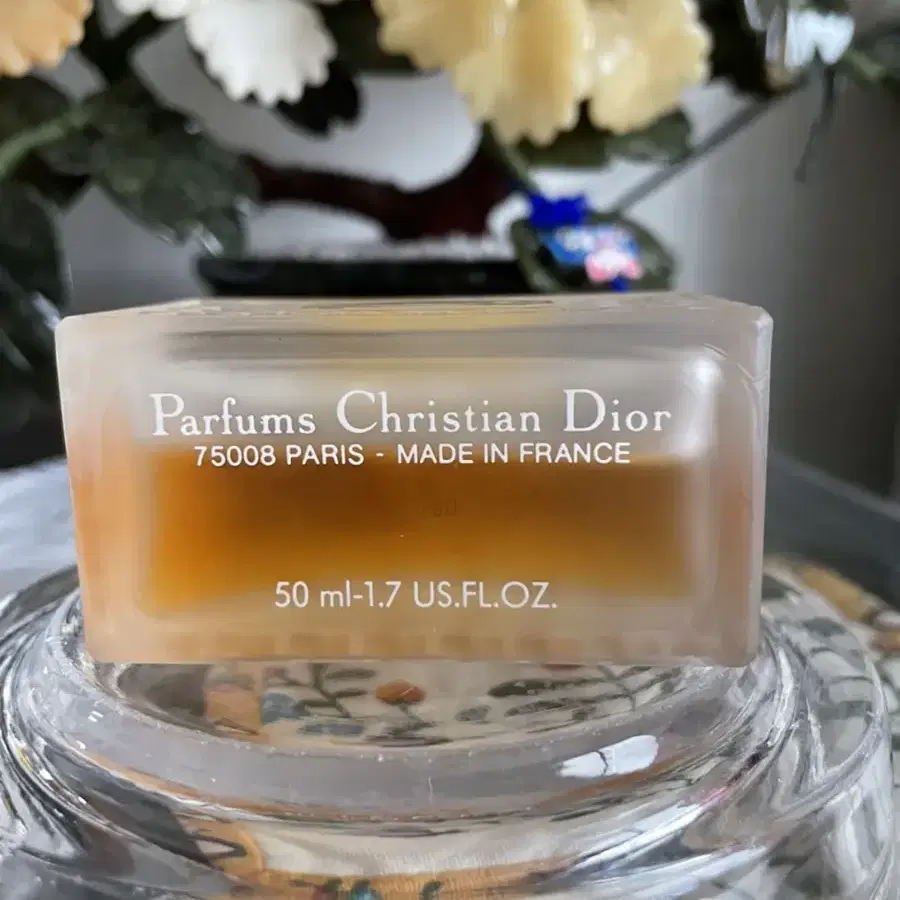 Parfums Christian Dior
75008 PARIS - MADE IN FRANCE
50 ml-1.7 US.FL.OZ.